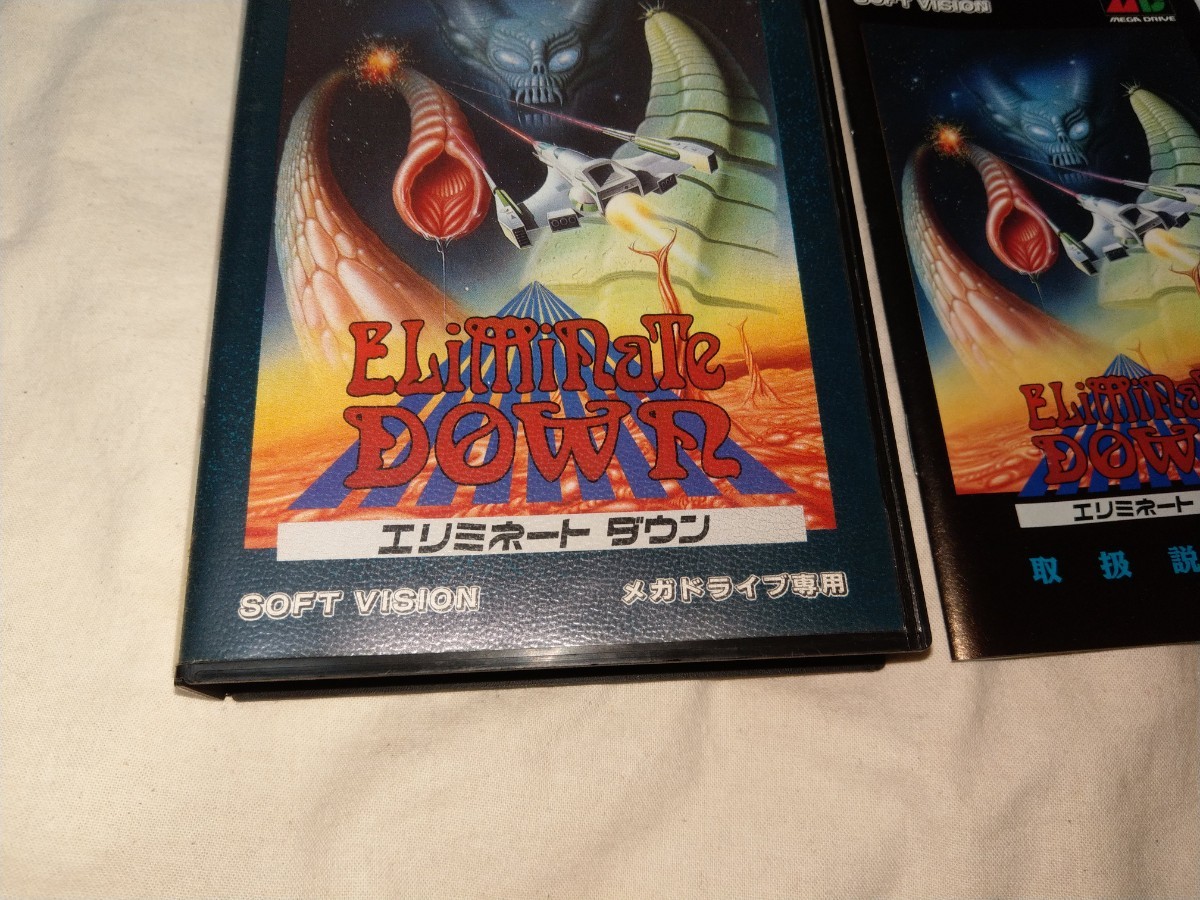 ELiMiNaTe
DOWN
エリミネート ダウン
SOFT VISION
メガドライブ専用
SOFT VISION
MEGA DRIVE
ELiMiNa
DOW
エリミネート
取扱説